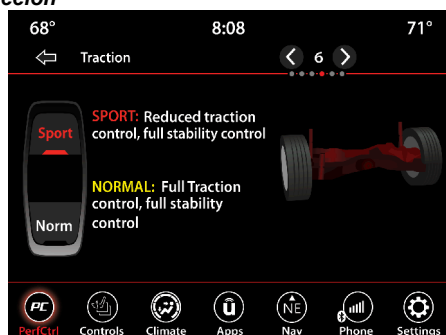 68° 8:08 71°
Traction 6
SPORT: Reduced traction
control, full stability control
Sport
NORMAL: Full Traction
control, full stability
control
Norm
PC û NE
PerfCtrl Controls Climate Apps Nav Phone Settings